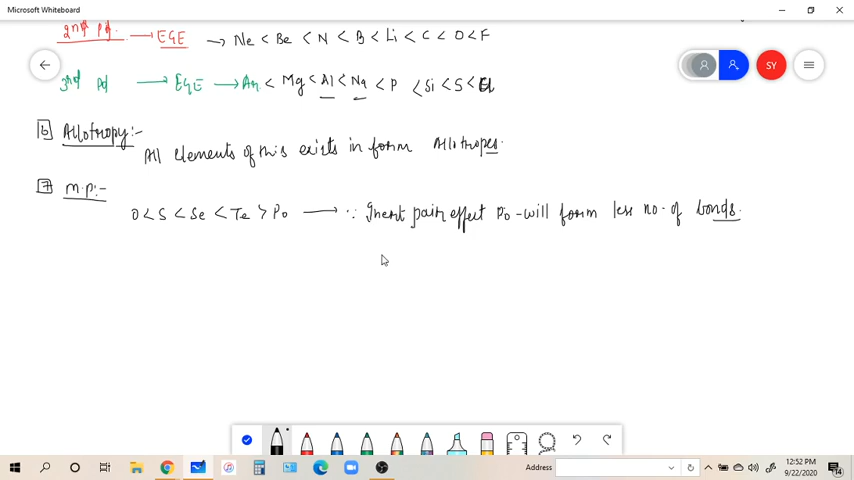 Microsoft Whiteboard
2nd Pd. → EGE → Ne < Be < N < B < Li < C < O < F
SY
3rd Pd → EGE → Ar < Mg < Al < Na < P < Si < S < Cl
6 Allotropy:-
All elements of this exists in form Allotropes.
7 m.p:-
O < S < Se < Te > Po → ∵ Inert pair effect Po - will form less no. of bonds.
Address
12:52 PM
9/22/2020
14